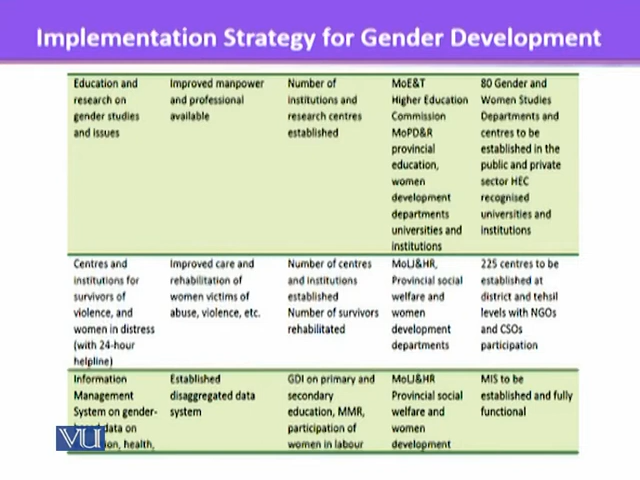 Implementation Strategy for Gender Development
Education and
research on
gender studies
and issues
Improved manpower
and professional
available
Number of
institutions and
research centres
established
MoE&T
Higher Education
Commission
MoPD&R
provincial
education,
women
development
departments
universities and
institutions
80 Gender and
Women Studies
Departments and
centres to be
established in the
public and private
sector HEC
recognised
universities and
institutions
Centres and
institutions for
survivors of
violence, and
women in distress
(with 24-hour
helpline)
Improved care and
rehabilitation of
women victims of
abuse, violence, etc.
Number of centres
and institutions
established
Number of survivors
rehabilitated
MoLJ&HR,
Provincial social
welfare and
women
development
departments
225 centres to be
established at
district and tehsil
levels with NGOs
and CSOs
participation
Information
Management
System on gender-
data on
health,
Established
disaggregated data
system
GDI on primary and
secondary
education, MMR,
participation of
women in labour
MoLJ&HR
Provincial social
welfare and
women
development
MIS to be
established and fully
functional
VU